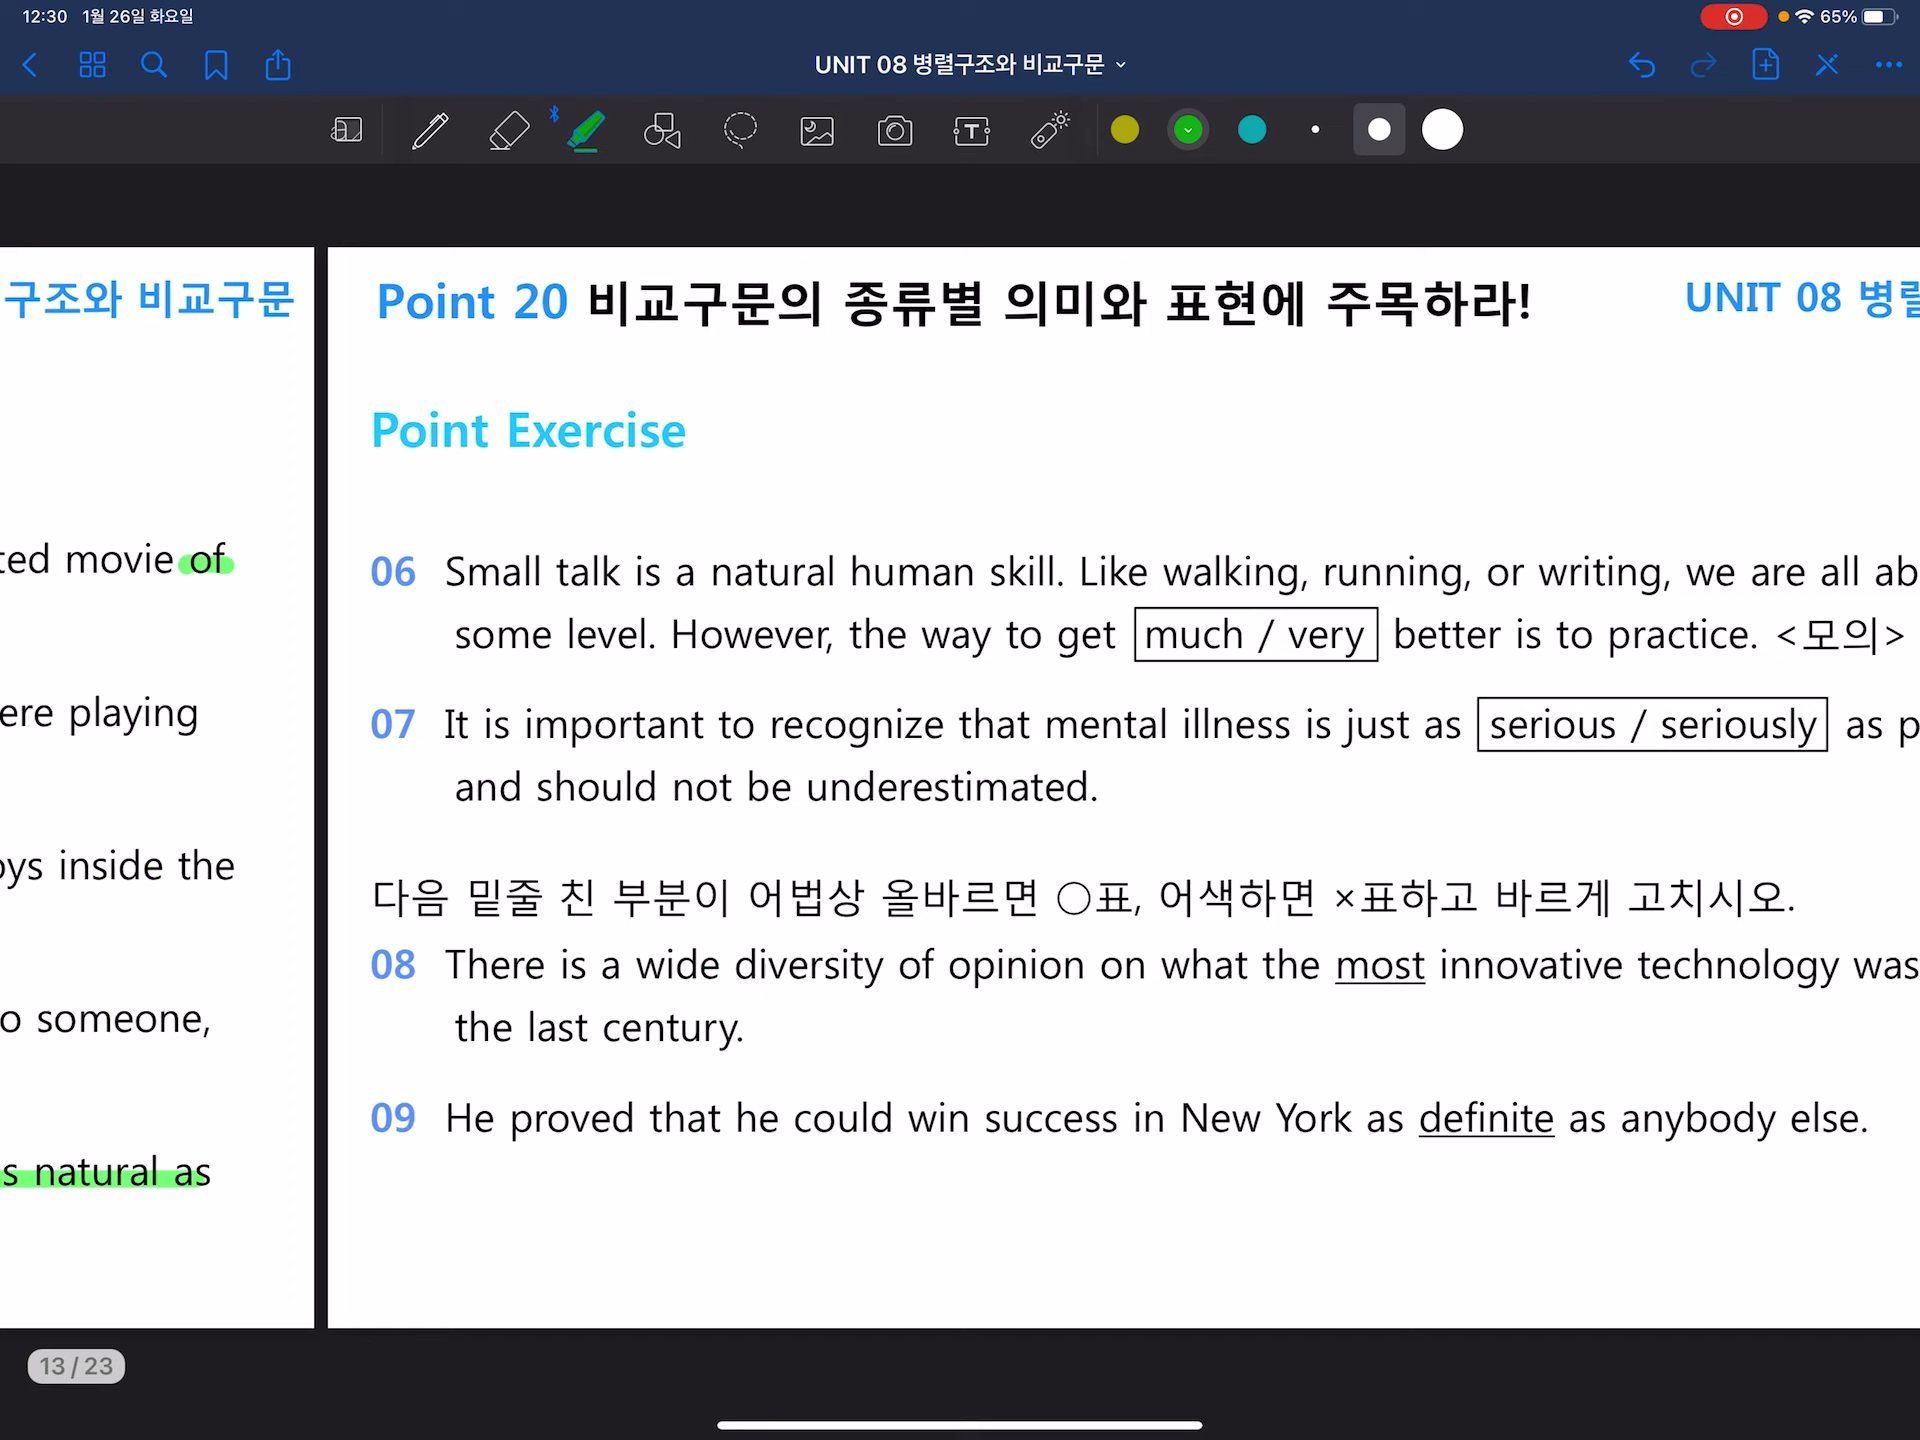 12:30 1월 26일 화요일
65%
UNIT 08 병렬구조와 비교구문
구조와 비교구문
movie of
playing
inside the
someone,
natural as
Point 20 비교구문의 종류별 의미와 표현에 주목하라!
UNIT 08
Point Exercise
06 Small talk is a natural human skill. Like walking, running, or writing, we are all
some level. However, the way to get much / very better is to practice. <모의>
07 It is important to recognize that mental illness is just as serious / seriously as
and should not be underestimated.
다음 밑줄 친 부분이 어법상 올바르면 ○표, 어색하면 ×표하고 바르게 고치시오.
08 There is a wide diversity of opinion on what the most innovative technology was
the last century.
09 He proved that he could win success in New York as definite as anybody else.
13 / 23